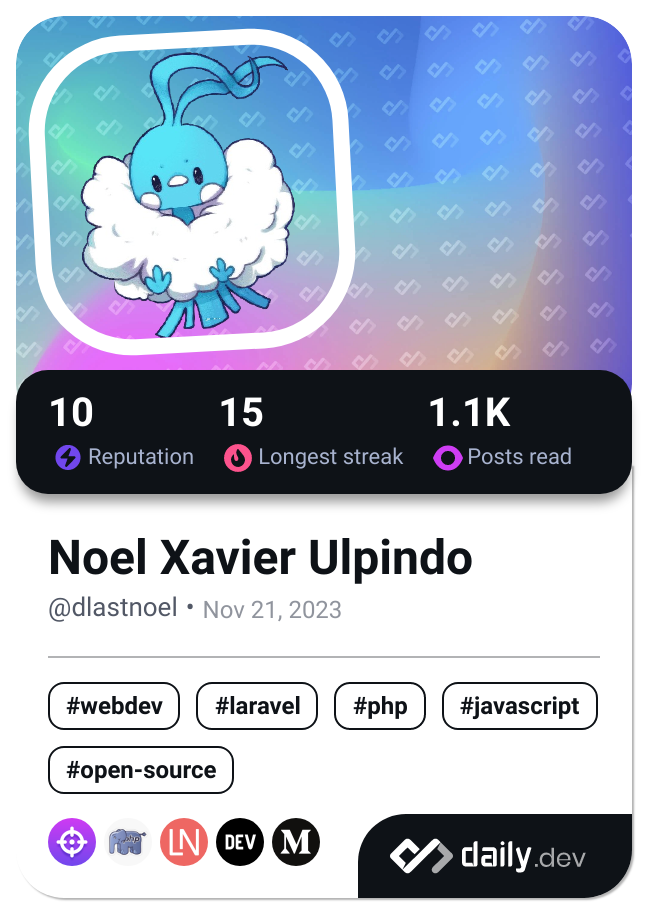 10 15 1.1K
Reputation Longest streak Posts read
Noel Xavier Ulpindo
@dlastnoel • Nov 21, 2023
#webdev #laravel #php #javascript
#open-source
php LN DEV M
daily.dev